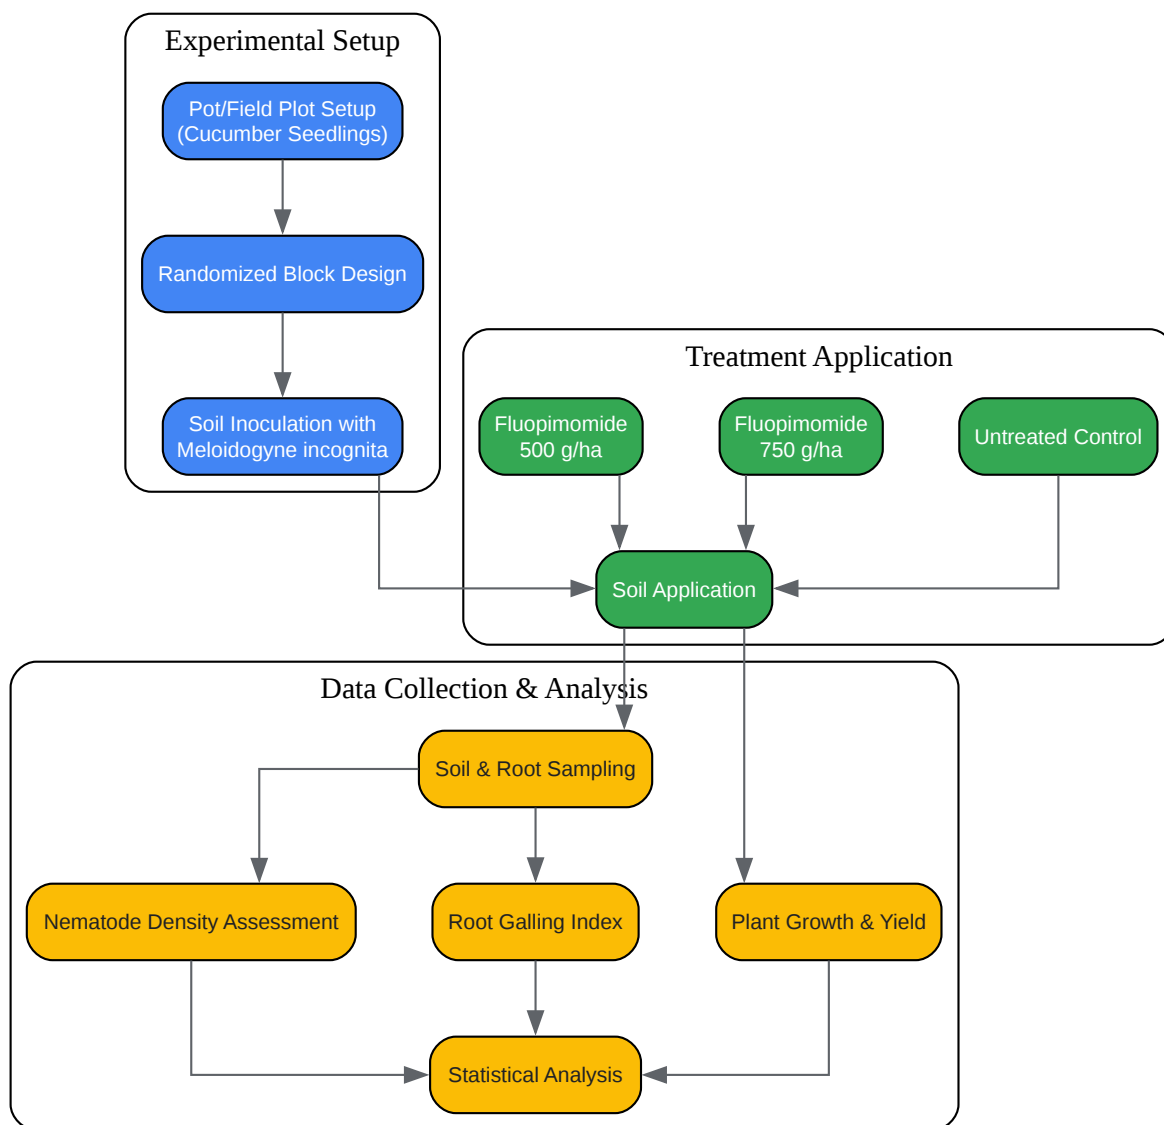 Experimental Setup
Pot/Field Plot Setup
(Cucumber Seedlings)
Randomized Block Design
Soil Inoculation with
Meloidogyne incognita
Treatment Application
Fluopimomide
500 g/ha
Fluopimomide
750 g/ha
Untreated Control
Soil Application
Data Collection & Analysis
Soil & Root Sampling
Nematode Density Assessment
Root Galling Index
Plant Growth & Yield
Statistical Analysis